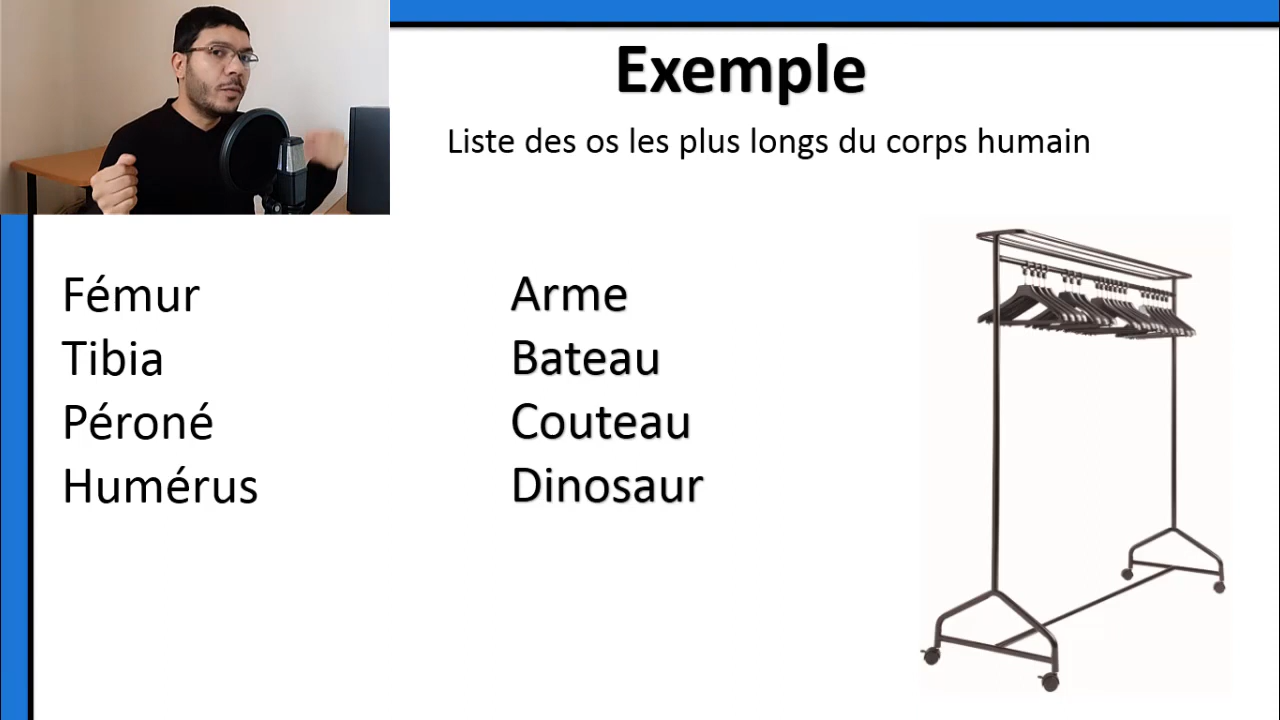 Exemple
Liste des os les plus longs du corps humain
Fémur
Tibia
Péroné
Humérus
Arme
Bateau
Couteau
Dinosaur